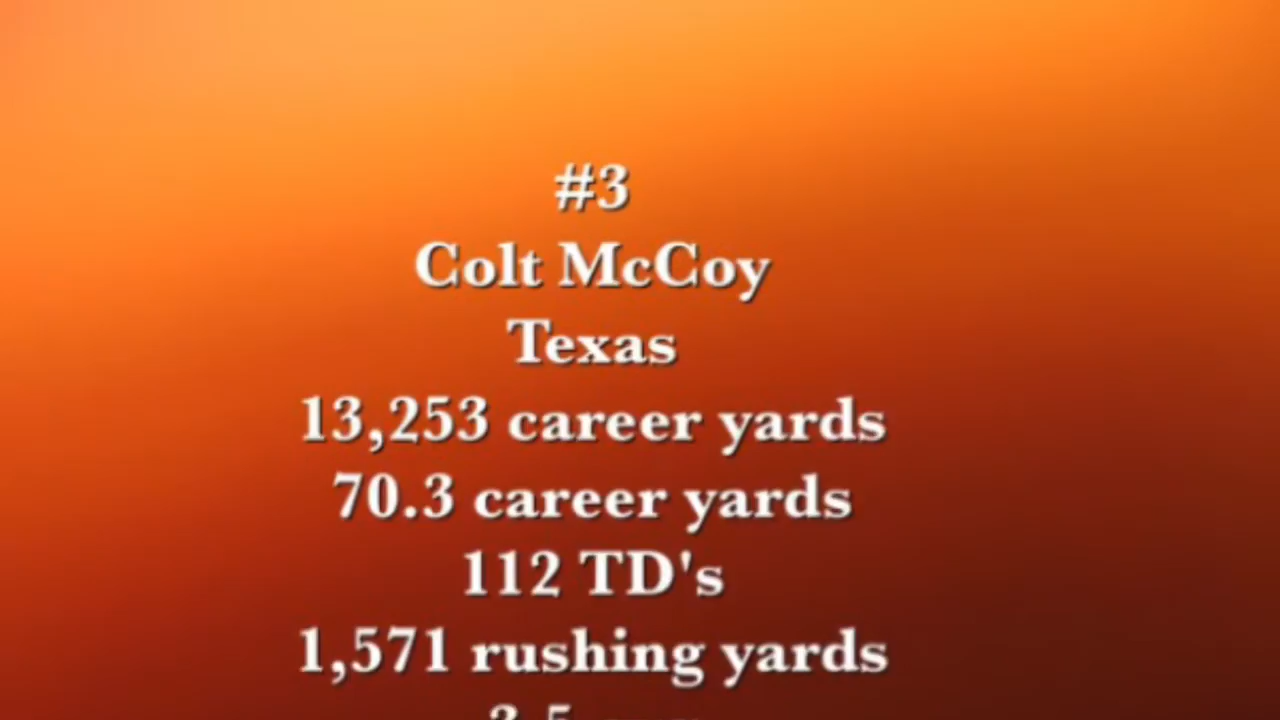 #3
Colt McCoy
Texas
13,253 career yards
70.3 career yards
112 TD's
1,571 rushing yards